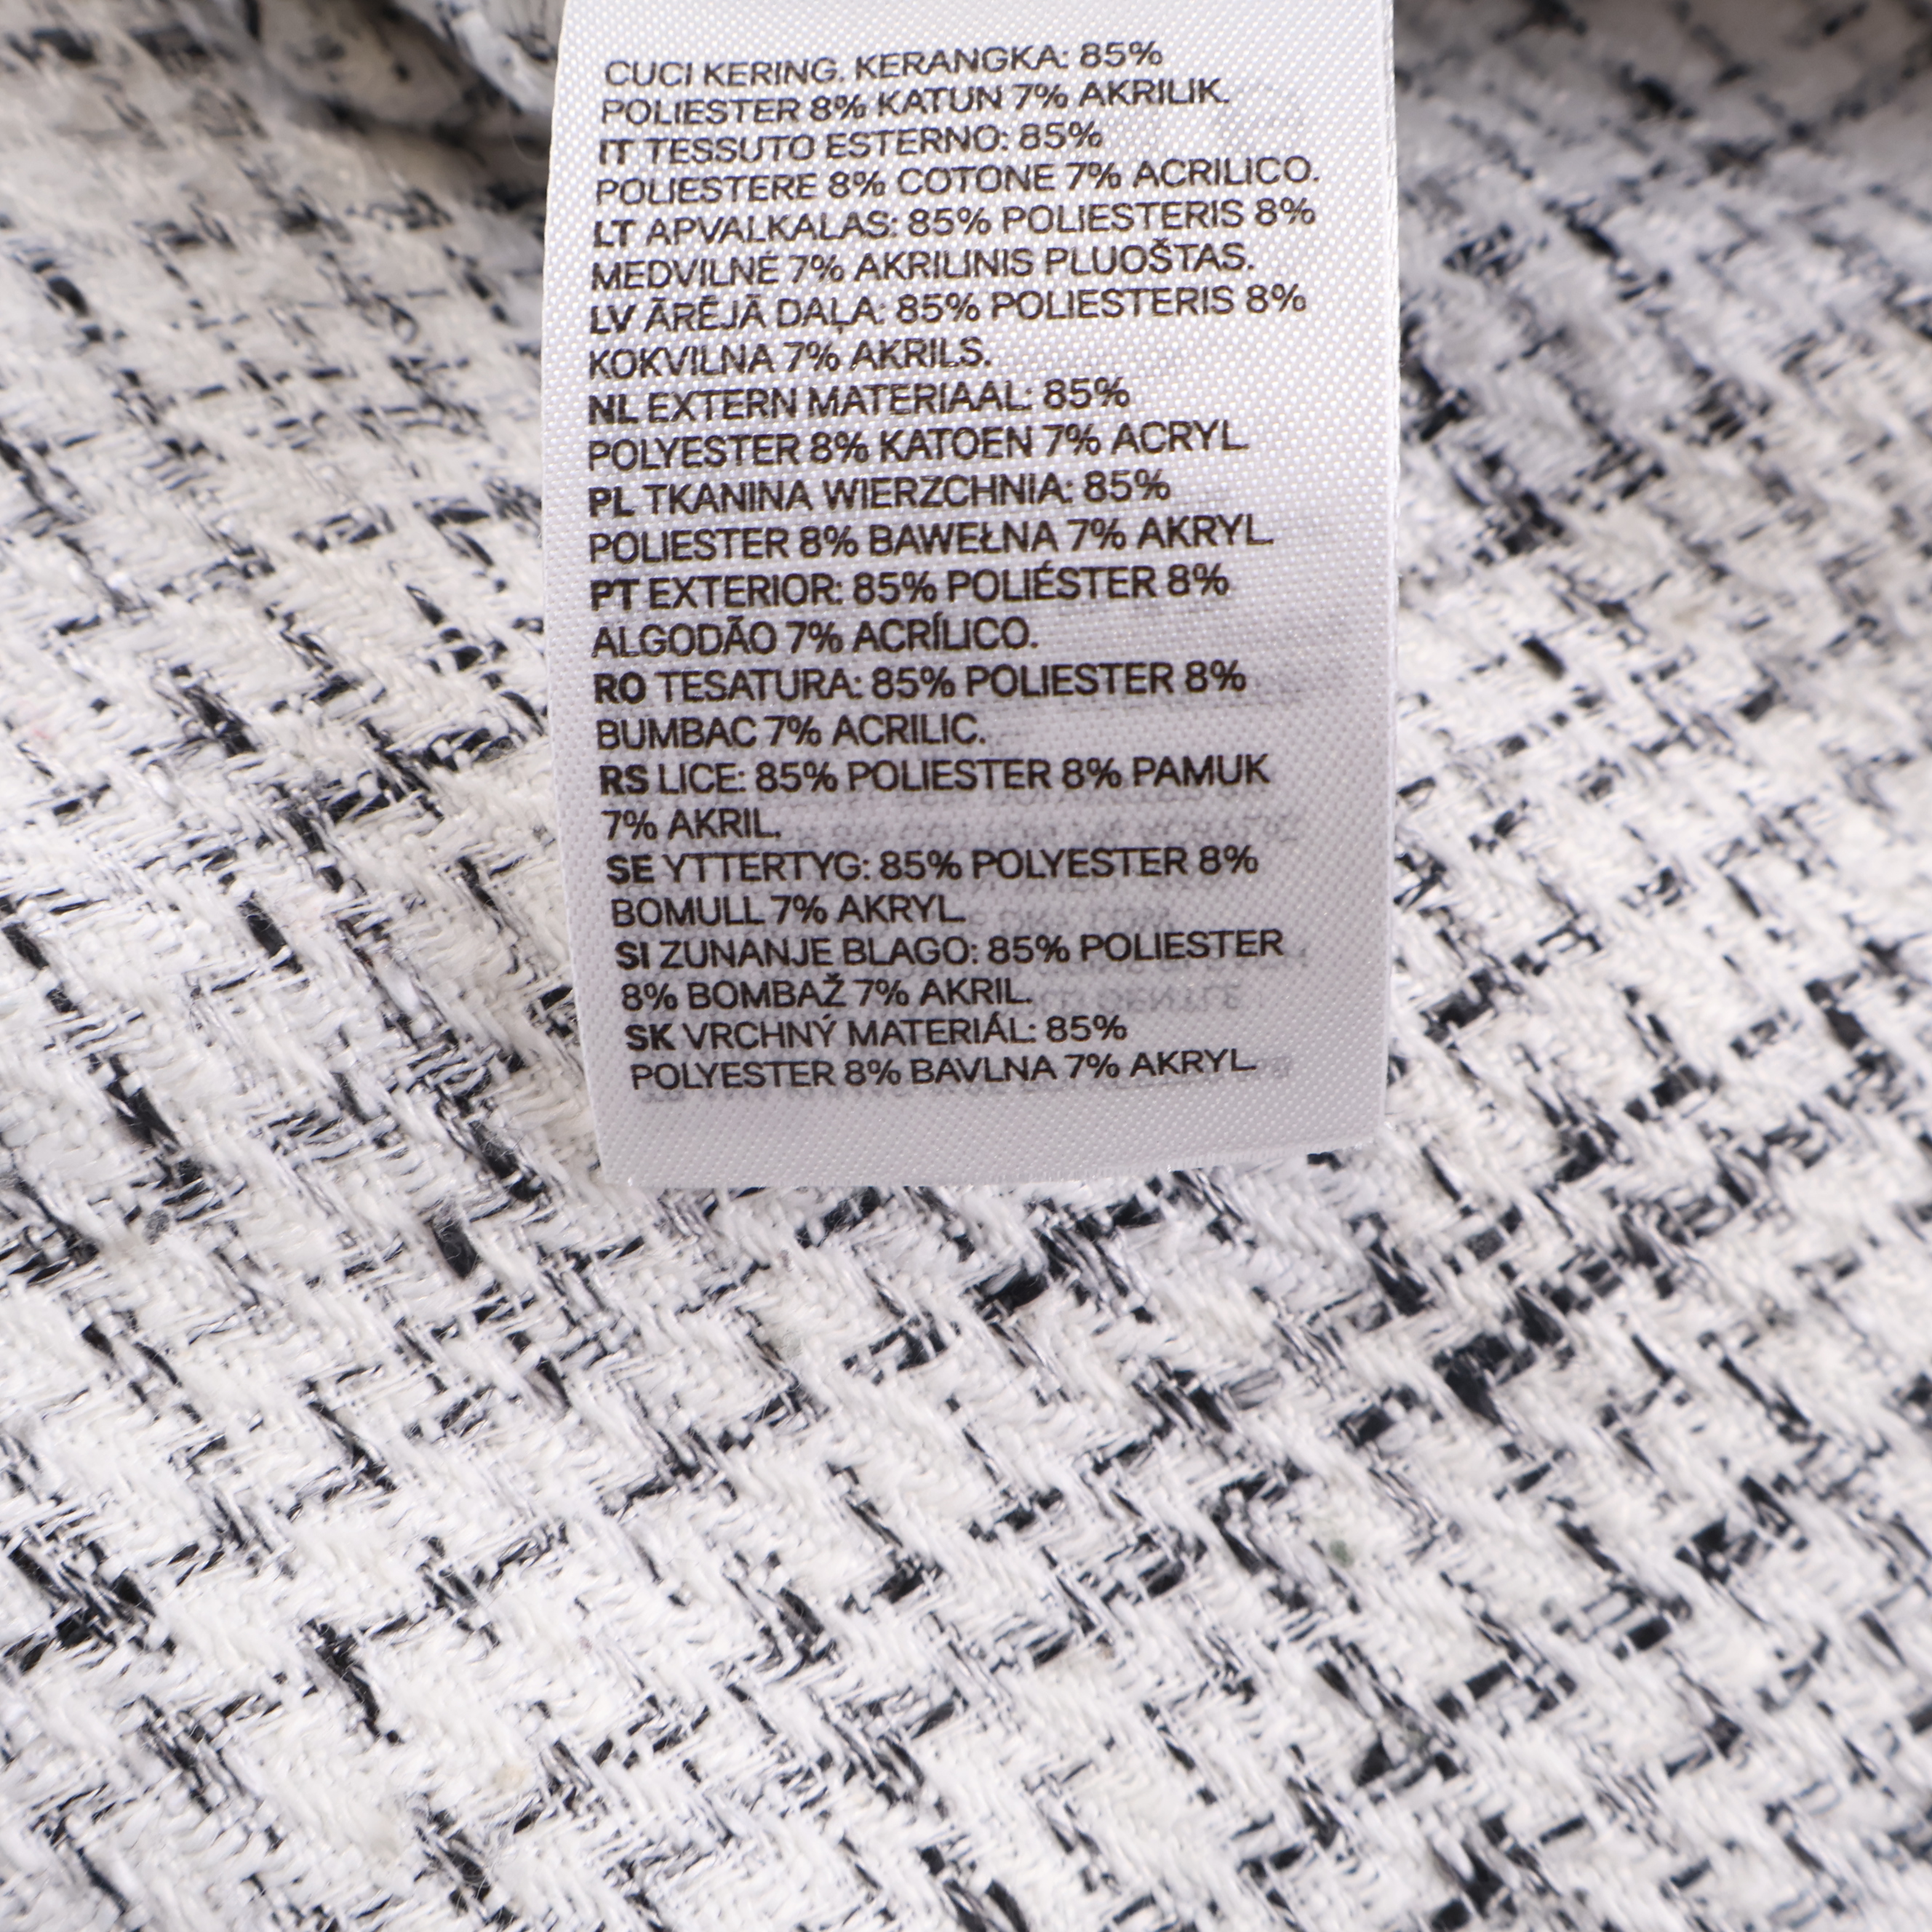 CUCI KERING. KERANGKA: 85%
POLIESTER 8% KATUN 7% AKRILIK.
IT TESSUTO ESTERNO: 85%
POLIESTERE 8% COTONE 7% ACRILICO.
LT APVALKALAS: 85% POLIESTERIS 8%
MEDVILNĖ 7% AKRILINIS PLUOŠTAS.
LV ĀRĒJĀ DAĻA: 85% POLIESTERIS 8%
KOKVILNA 7% AKRILS.
NL EXTERN MATERIAAL: 85%
POLYESTER 8% KATOEN 7% ACRYL.
PL TKANINA WIERZCHNIA: 85%
POLIESTER 8% BAWEŁNA 7% AKRYL.
PT EXTERIOR: 85% POLIÉSTER 8%
ALGODÃO 7% ACRÍLICO.
RO TESATURA: 85% POLIESTER 8%
BUMBAC 7% ACRILIC.
RS LICE: 85% POLIESTER 8% PAMUK
7% AKRIL.
SE YTTERTYG: 85% POLYESTER 8%
BOMULL 7% AKRYL.
SI ZUNANJE BLAGO: 85% POLIESTER
8% BOMBAŽ 7% AKRIL.
SK VRCHNÝ MATERIÁL: 85%
POLYESTER 8% BAVLNA 7% AKRYL.